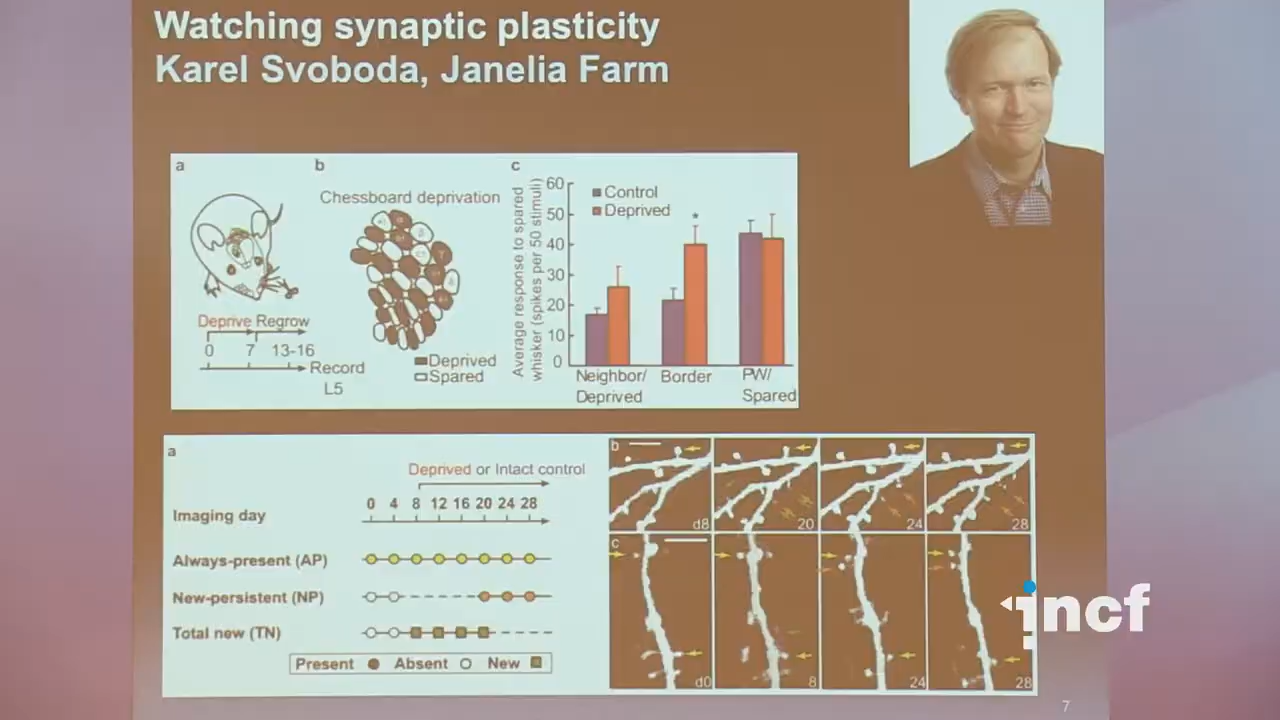 Watching synaptic plasticity
Karel Svoboda, Janelia Farm
a
Deprive Regrow
0 7 13-16
Record
L5
b
Chessboard deprivation
Deprived
Spared
c
Average response to spared
whisker (spikes per 50 stimuli)
60
50
40
30
20
10
0
Control
Deprived
*
Neighbor/
Deprived
Border
PW/
Spared
a
Deprived or Intact control
0 4 8 12 16 20 24 28
Imaging day
Always-present (AP)
New-persistent (NP)
Total new (TN)
Present Absent New
b
d8 20 24 28
c
d0 8 24 28
incf
7